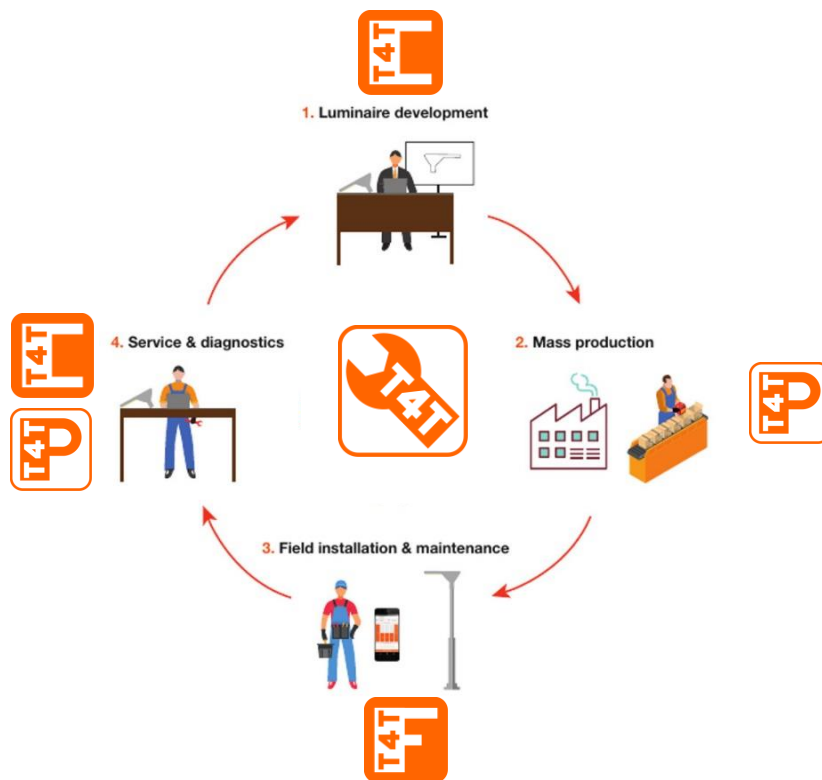 T4T
1. Luminaire development
T4T
4. Service & diagnostics
2. Mass production
T4T
T4T P
T4T P
3. Field installation & maintenance
T4T F